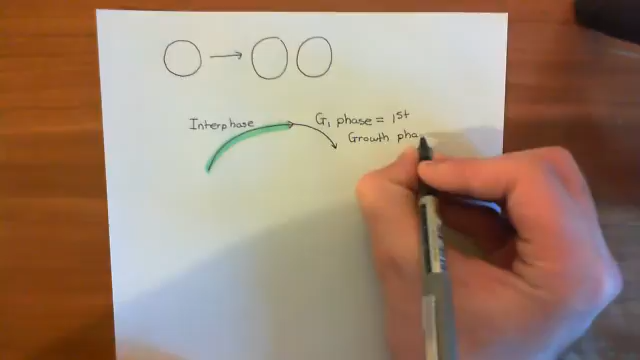 Interphase
G1 phase = 1st
Growth pha